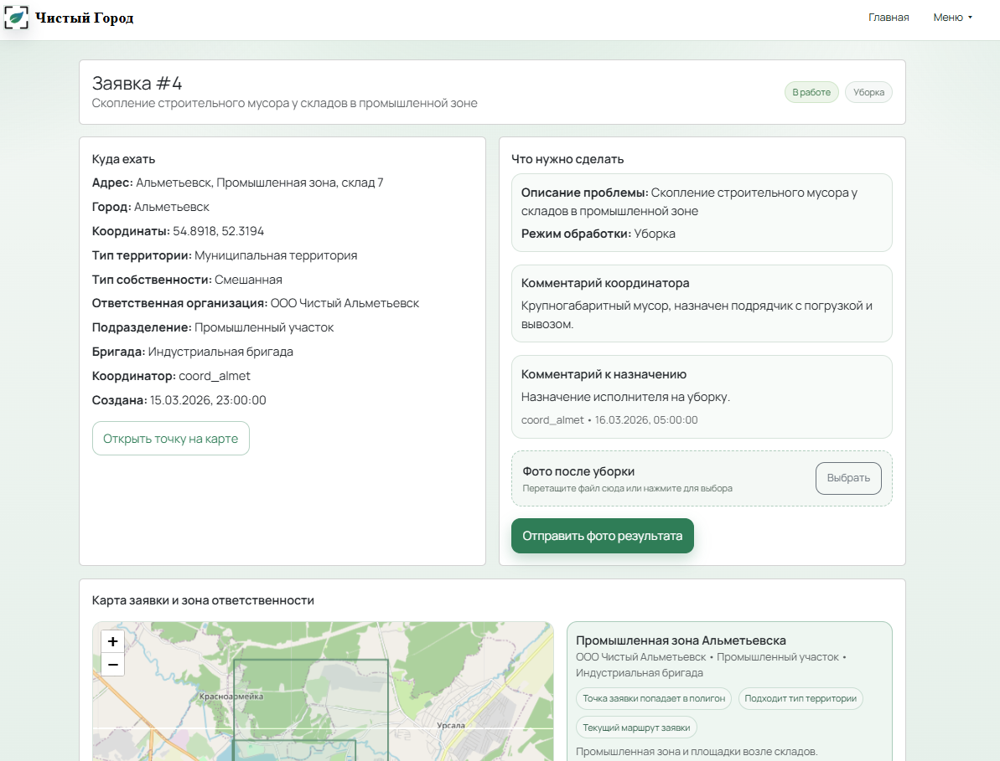 Чистый Город
Главная
Меню
Заявка #4
Скопление строительного мусора у складов в промышленной зоне
В работе
Уборка
Куда ехать
Адрес: Альметьевск, Промышленная зона, склад 7
Город: Альметьевск
Координаты: 54.8918, 52.3194
Тип территории: Муниципальная территория
Тип собственности: Смешанная
Ответственная организация: ООО Чистый Альметьевск
Подразделение: Промышленный участок
Бригада: Индустриальная бригада
Координатор: coord_almet
Создана: 15.03.2026, 23:00:00
Открыть точку на карте
Что нужно сделать
Описание проблемы: Скопление строительного мусора у
складов в промышленной зоне
Режим обработки: Уборка
Комментарий координатора
Крупногабаритный мусор, назначен подрядчик с погрузкой и
вывозом.
Комментарий к назначению
Назначение исполнителя на уборку.
coord_almet • 16.03.2026, 05:00:00
Фото после уборки
Перетащите файл сюда или нажмите для выбора
Выбрать
Отправить фото результата
Карта заявки и зона ответственности
+
−
Красноармейка
Урсала
Промышленная зона Альметьевска
ООО Чистый Альметьевск • Промышленный участок •
Индустриальная бригада
Точка заявки попадает в полигон
Подходит тип территории
Текущий маршрут заявки
Промышленная зона и площадки возле складов.